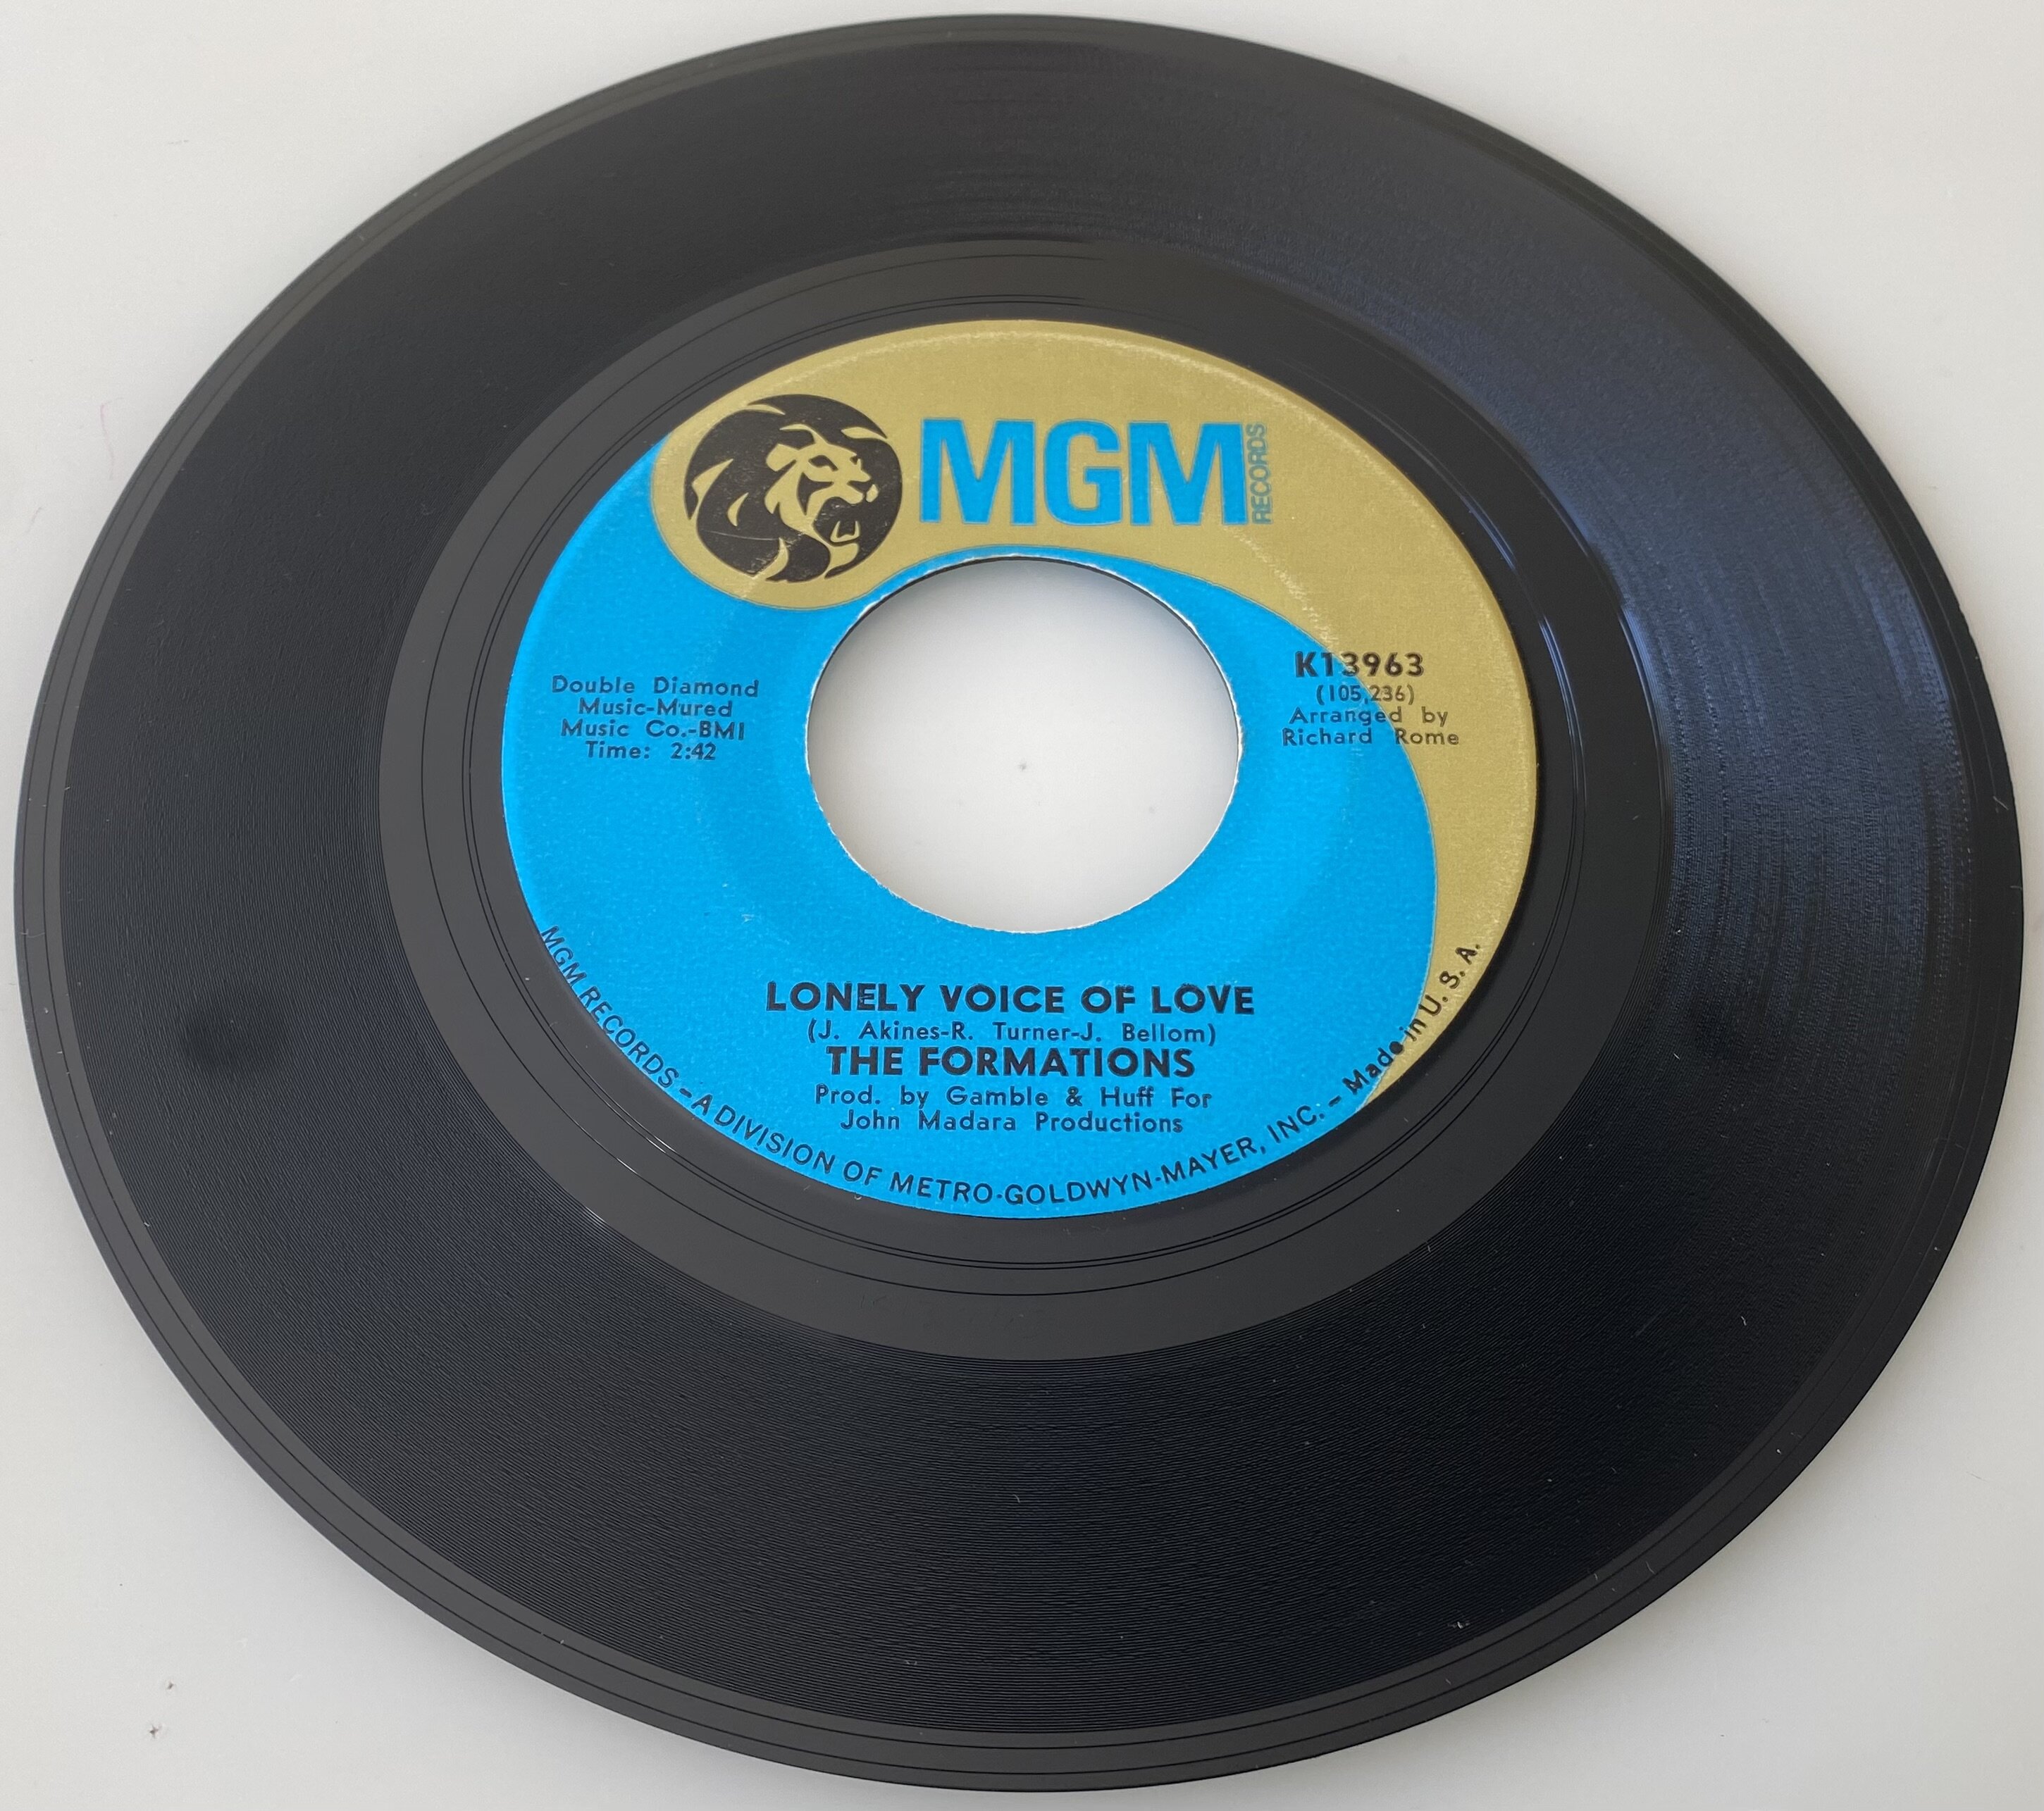 MGM
RECORDS
Double Diamond
Music-Mured
Music Co.-BMI
Time: 2:42
K13963
(105,236)
Arranged by
Richard Rome
LONELY VOICE OF LOVE
(J. Akines-R. Turner-J. Bellom)
THE FORMATIONS
Prod. by Gamble & Huff For
John Madara Productions
MGM RECORDS – A DIVISION OF METRO-GOLDWYN-MAYER, INC. – Made in U. S. A.